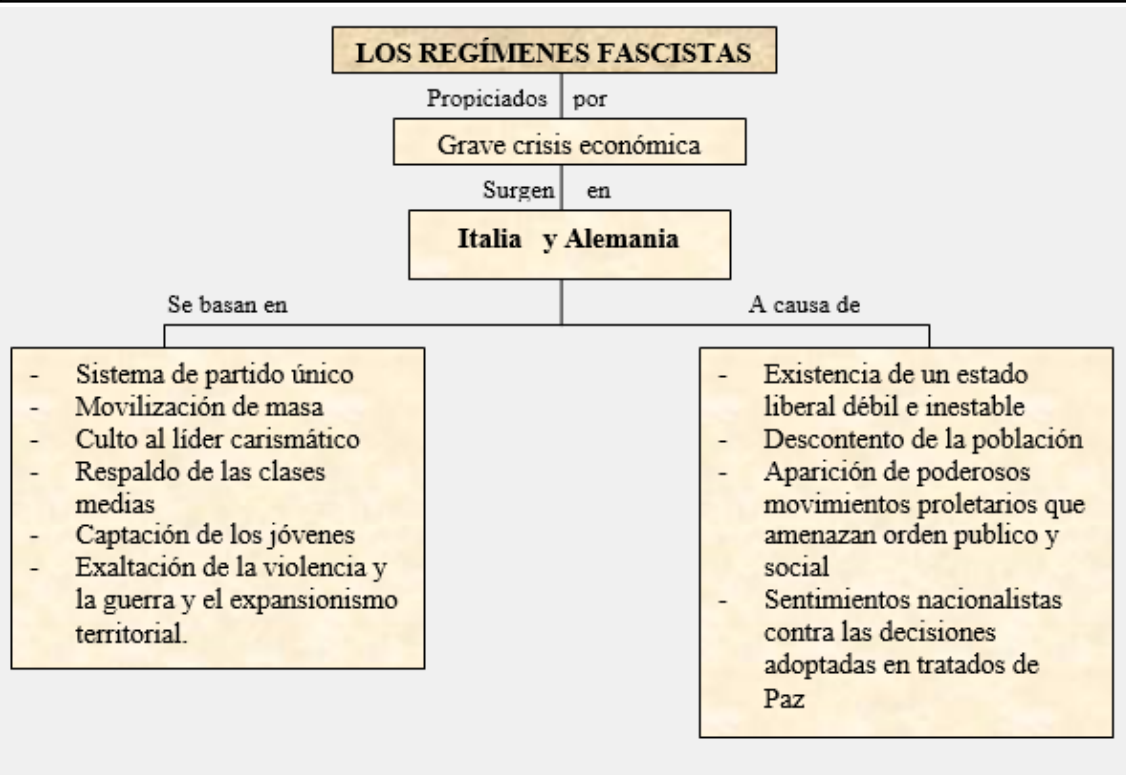 LOS REGÍMENES FASCISTAS
Propiciados por
Grave crisis económica
Surgen en
Italia y Alemania
Se basan en
- Sistema de partido único
- Movilización de masa
- Culto al líder carismático
- Respaldo de las clases
medias
- Captación de los jóvenes
- Exaltación de la violencia y
la guerra y el expansionismo
territorial.
A causa de
- Existencia de un estado
liberal débil e inestable
- Descontento de la población
- Aparición de poderosos
movimientos proletarios que
amenazan orden publico y
social
- Sentimientos nacionalistas
contra las decisiones
adoptadas en tratados de
Paz